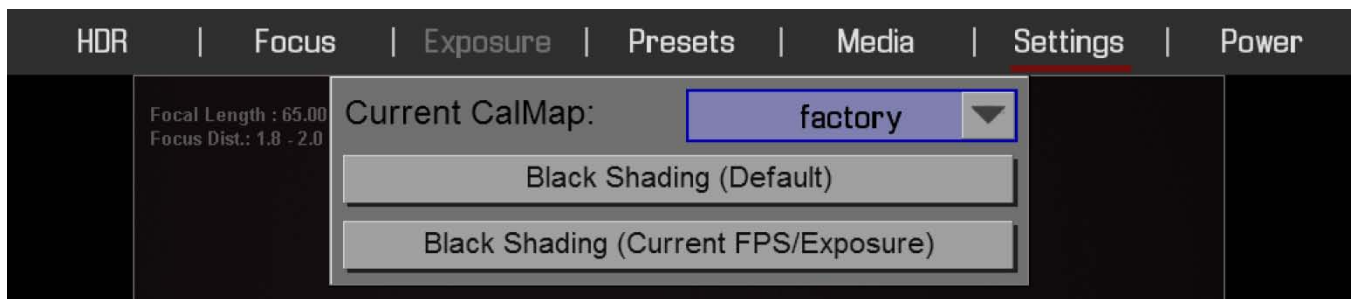 HDR | Focus | Exposure | Presets | Media | Settings | Power
Focal Length : 65.00
Focus Dist.: 1.8 - 2.0
Current CalMap: factory
Black Shading (Default)
Black Shading (Current FPS/Exposure)